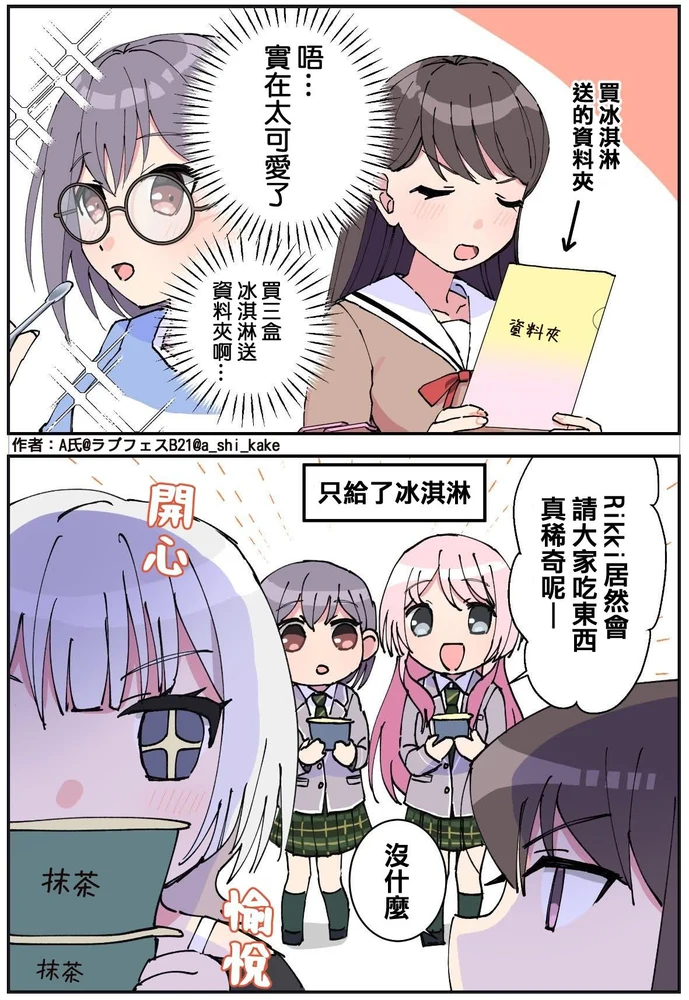 買冰淇淋
送的資料夾
唔…
實在太可愛了
資料夾
買三盒
冰淇淋送
資料夾啊…
作者：A氏@ラブフェスB21@a_shi_kake
Rikki居然會
請大家吃東西
真稀奇呢—
只給了冰淇淋
開心
沒什麼
愉悅
抹茶
抹茶